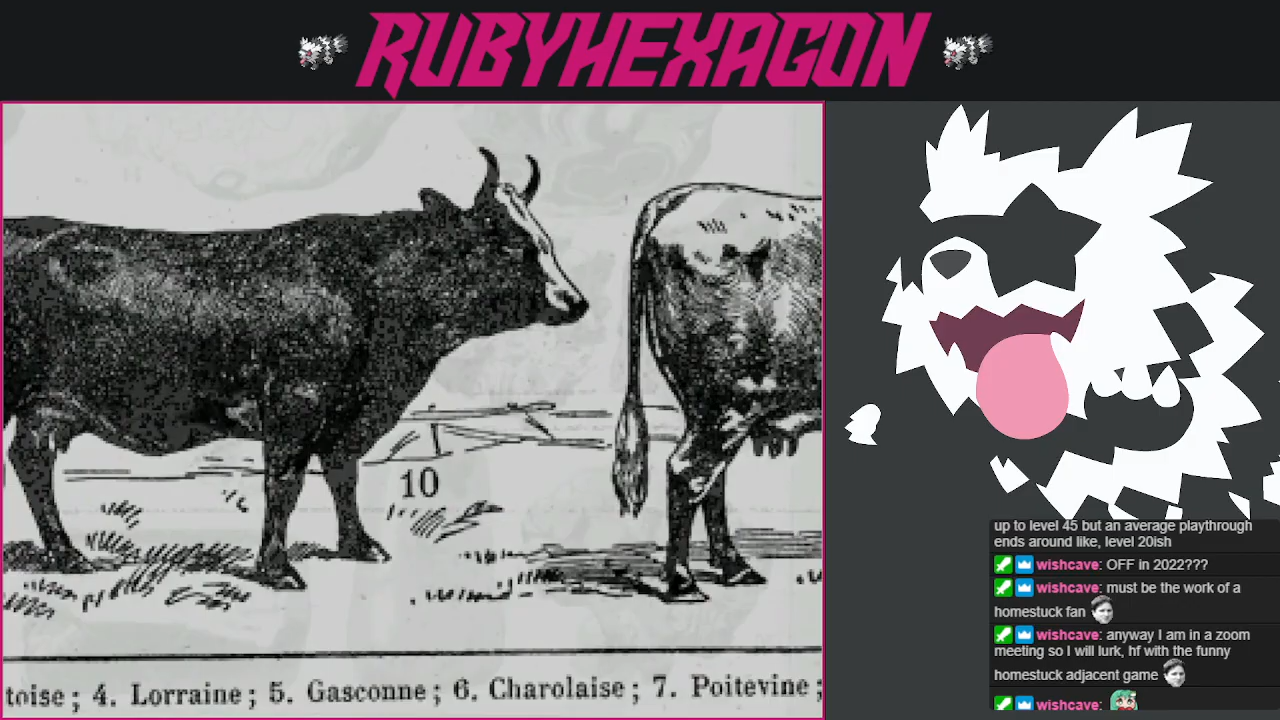 RUBYHEXAGON
10
toise; 4. Lorraine; 5. Gasconne; 6. Charolaise; 7. Poitevine;
up to level 45 but an average playthrough
ends around like, level 20ish
wishcave: OFF in 2022???
wishcave: must be the work of a
homestuck fan
wishcave: anyway I am in a zoom
meeting so I will lurk, hf with the funny
homestuck adjacent game
wishcave: